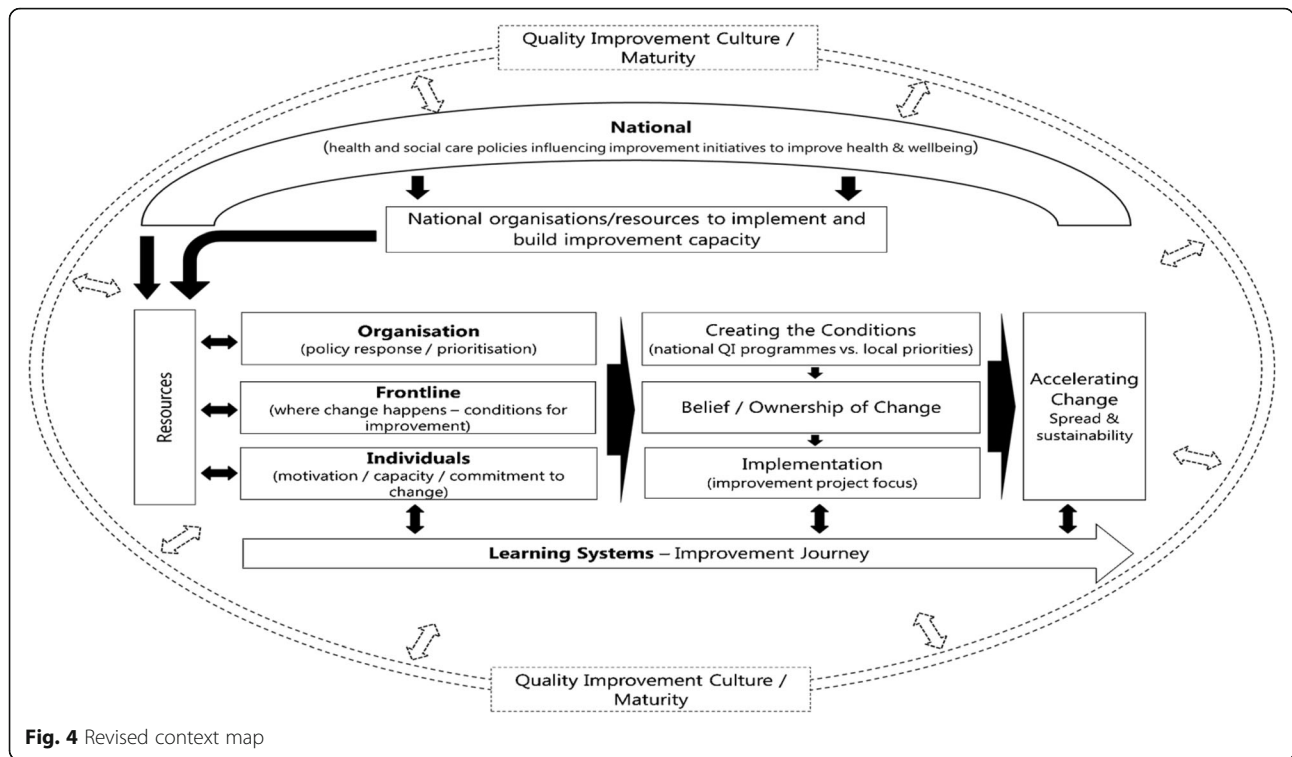 Quality Improvement Culture /
Maturity
National
(health and social care policies influencing improvement initiatives to improve health & wellbeing)
National organisations/resources to implement and
build improvement capacity
Resources
Organisation
(policy response / prioritisation)
Frontline
(where change happens – conditions for
improvement)
Individuals
(motivation / capacity / commitment to
change)
Creating the Conditions
(national QI programmes vs. local priorities)
Belief / Ownership of Change
Implementation
(improvement project focus)
Accelerating
Change
Spread &
sustainability
Learning Systems – Improvement Journey
Quality Improvement Culture /
Maturity
Fig. 4 Revised context map